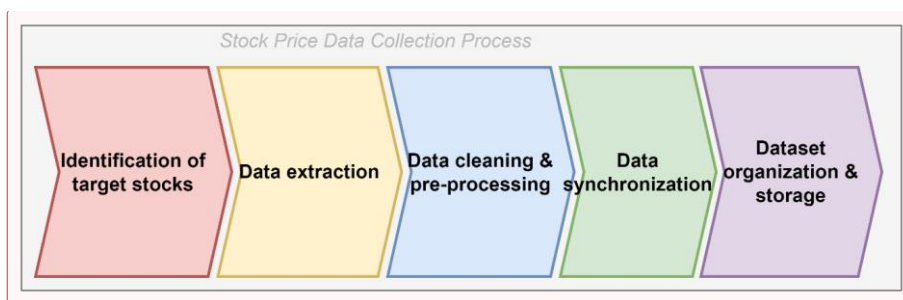 Stock Price Data Collection Process
Identification of
target stocks
Data extraction
Data cleaning &
pre-processing
Data
synchronization
Dataset
organization &
storage